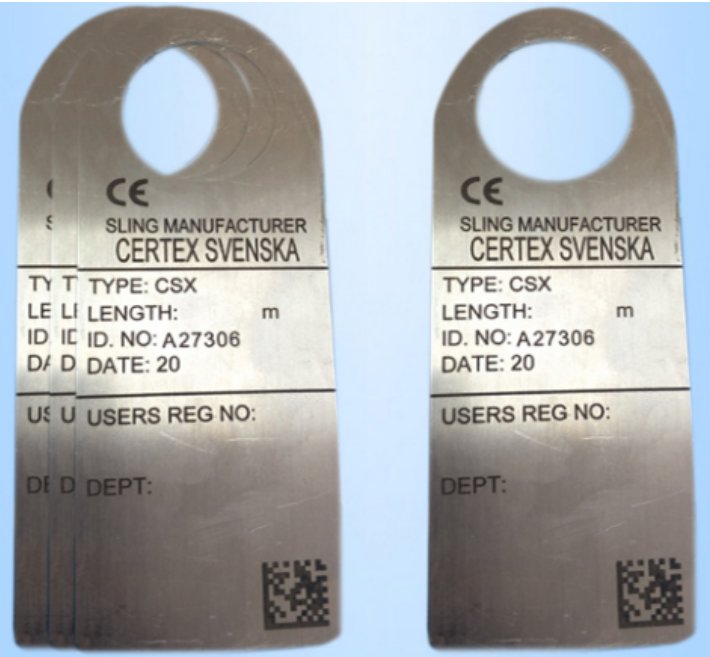 CE
SLING MANUFACTURER
CERTEX SVENSKA
TYPE: CSX
LENGTH: m
ID. NO: A27306
DATE: 20
USERS REG NO:
DEPT:
CE
SLING MANUFACTURER
CERTEX SVENSKA
TYPE: CSX
LENGTH: m
ID. NO: A27306
DATE: 20
USERS REG NO:
DEPT: